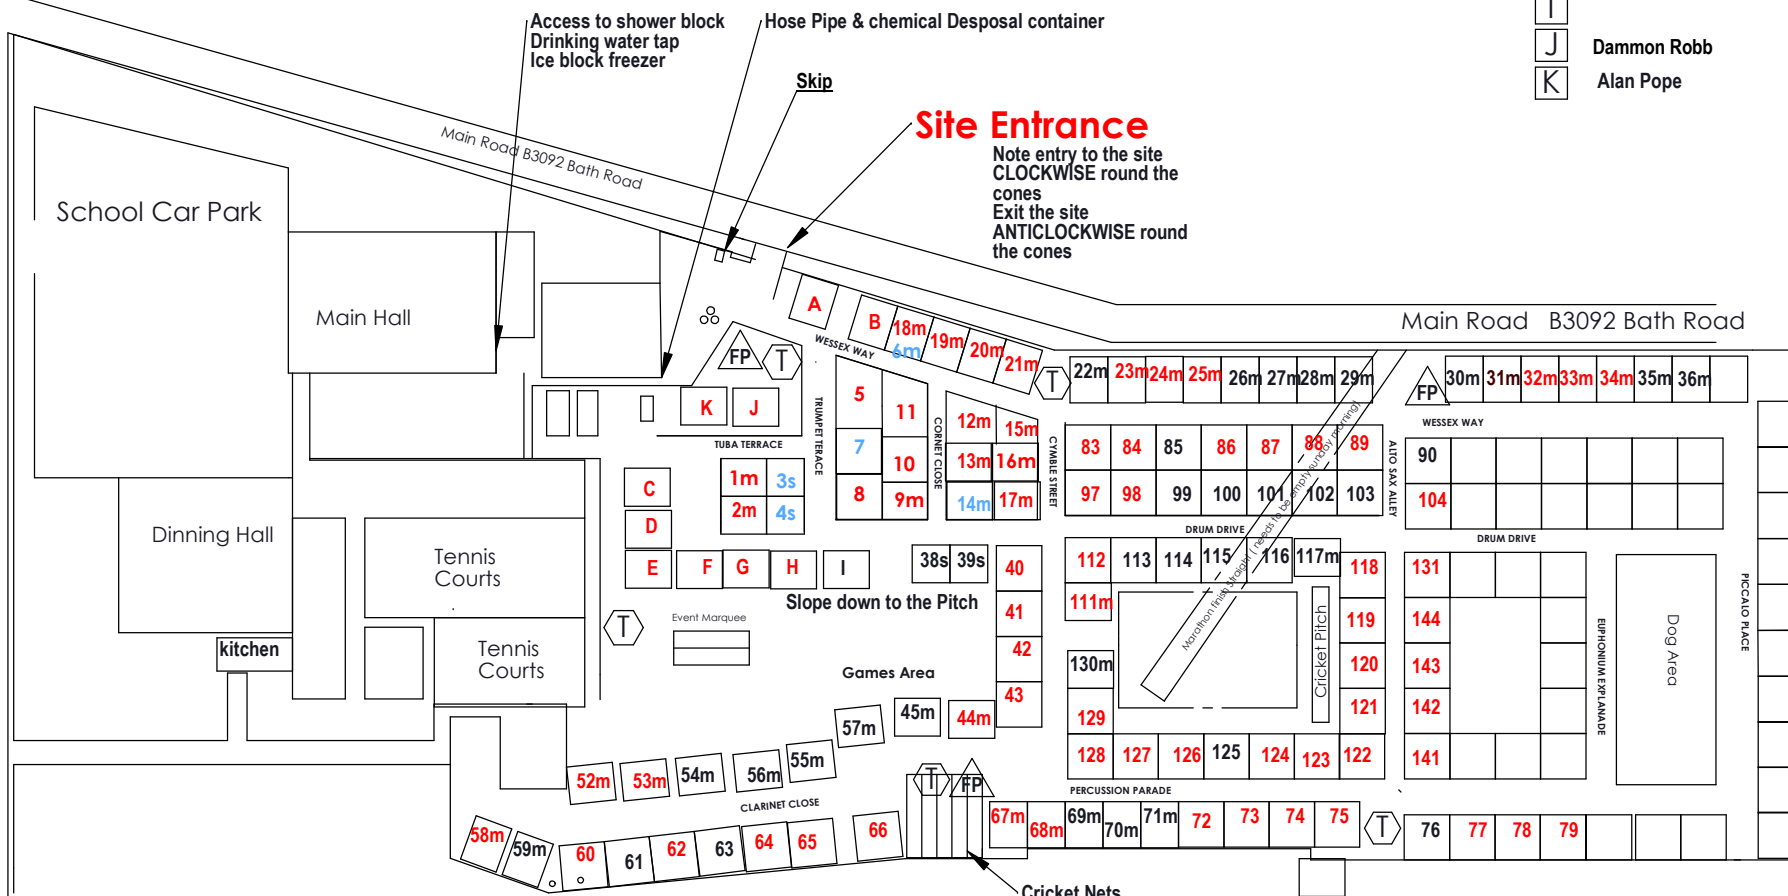 Access to shower block
Drinking water tap
Ice block freezer
Hose Pipe & chemical Desposal container
Skip
T
J Dammon Robb
K Alan Pope
Site Entrance
Note entry to the site
CLOCKWISE round the
cones
Exit the site
ANTICLOCKWISE round
the cones
Main Road B3092 Bath Road
School Car Park
Main Hall
Main Road B3092 Bath Road
A
B
18m
6m
19m
20m
21m
WESSEX WAY
FP
T
T
22m 23m 24m 25m 26m 27m 28m 29m
FP
30m 31m 32m 33m 34m 35m 36m
WESSEX WAY
K J
TUBA TERRACE
TRUMPET TERACE
5
7
8
11
10
9m
CORNET CLOSE
12m 15m
13m 16m
14m 17m
CYMBLE STREET
83 84 85 86 87 88 89
97 98 99 100 101 102 103
ALTO SAX ALLEY
90
104
C
D
E F G H I
1m 3s
2m 4s
DRUM DRIVE
DRUM DRIVE
Dinning Hall
Tennis
Courts
Tennis
Courts
kitchen
T
38s 39s
Slope down to the Pitch
Event Marquee
Games Area
40
41
42
43
112 113 114 115 116 117m 118
111m
130m
129
128 127 126 125 124 123 122
119
120
121
Marathon finish Straight ( needs to be empty sunday morning)
Cricket Pitch
131
144
143
142
141
EUPHONIUM EXPLANADE
Dog Area
PICCALO PLACE
57m 45m 44m
52m 53m 54m 56m 55m
CLARINET CLOSE
T
FP
PERCUSSION PARADE
58m 59m 60 61 62 63 64 65 66
67m 68m 69m 70m 71m 72 73 74 75
T
76 77 78 79
Cricket Nets